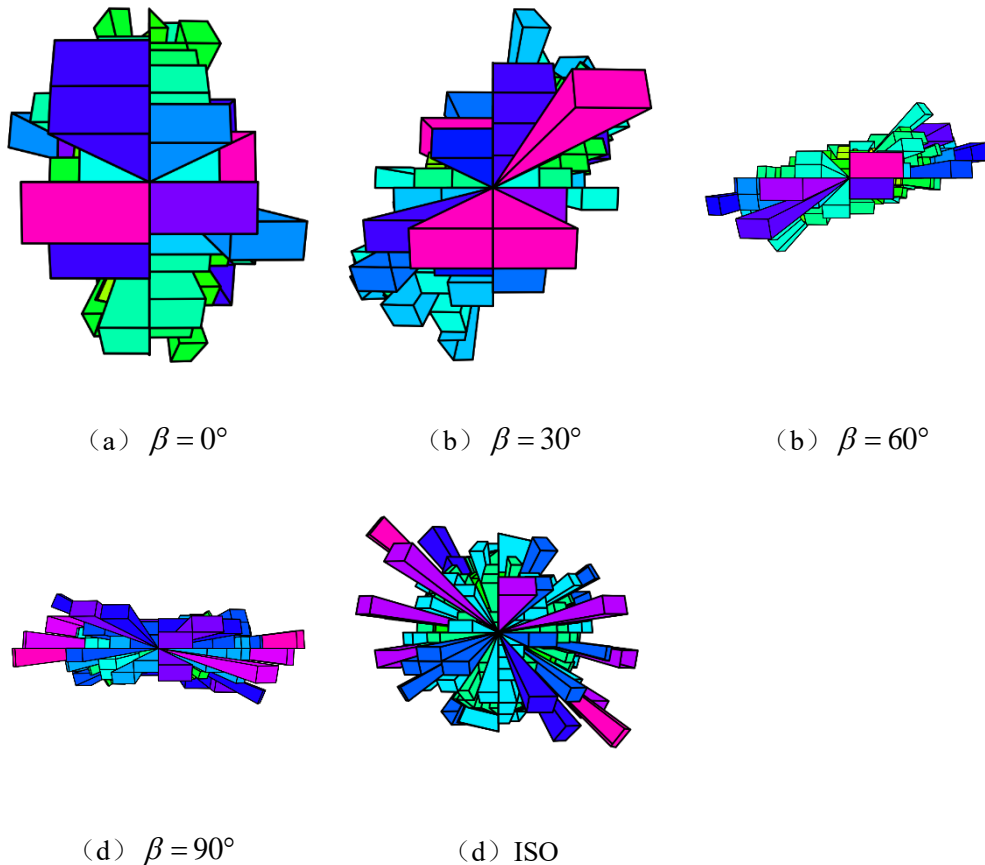 （a） β = 0°
（b） β = 30°
（b） β = 60°
（d） β = 90°
（d） ISO